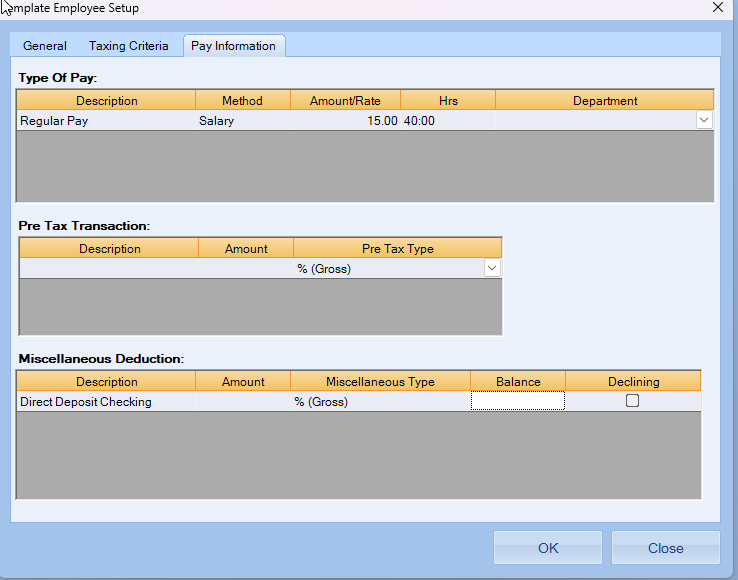 emplate Employee Setup
General Taxing Criteria Pay Information
Type Of Pay:
Description Method Amount/Rate Hrs Department
Regular Pay Salary 15.00 40:00
Pre Tax Transaction:
Description Amount Pre Tax Type
% (Gross)
Miscellaneous Deduction:
Description Amount Miscellaneous Type Balance Declining
Direct Deposit Checking % (Gross)
OK Close